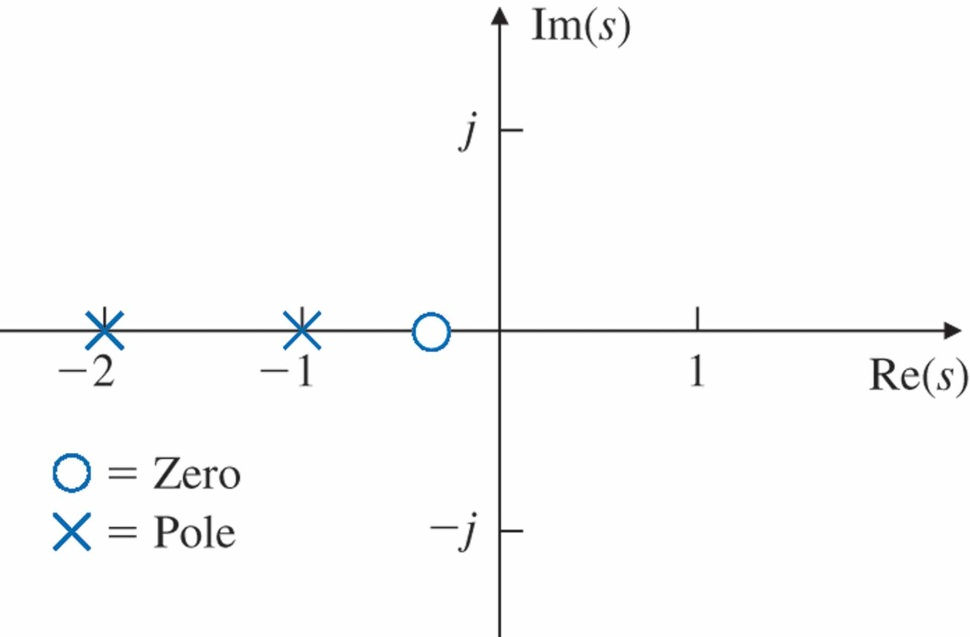 Im(s)
j
−2
−1
1
Re(s)
= Zero
= Pole
−j